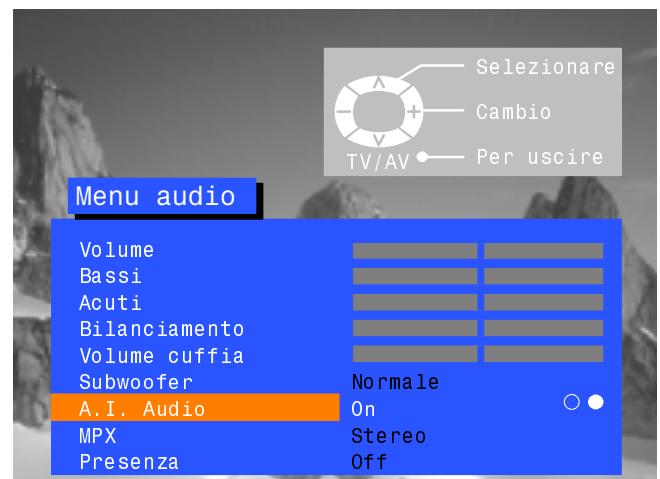 Selezionare
Cambio
TV/AV Per uscire
Menu audio
Volume
Bassi
Acuti
Bilanciamento
Volume cuffia
Subwoofer Normale
A.I. Audio On
MPX Stereo
Presenza Off